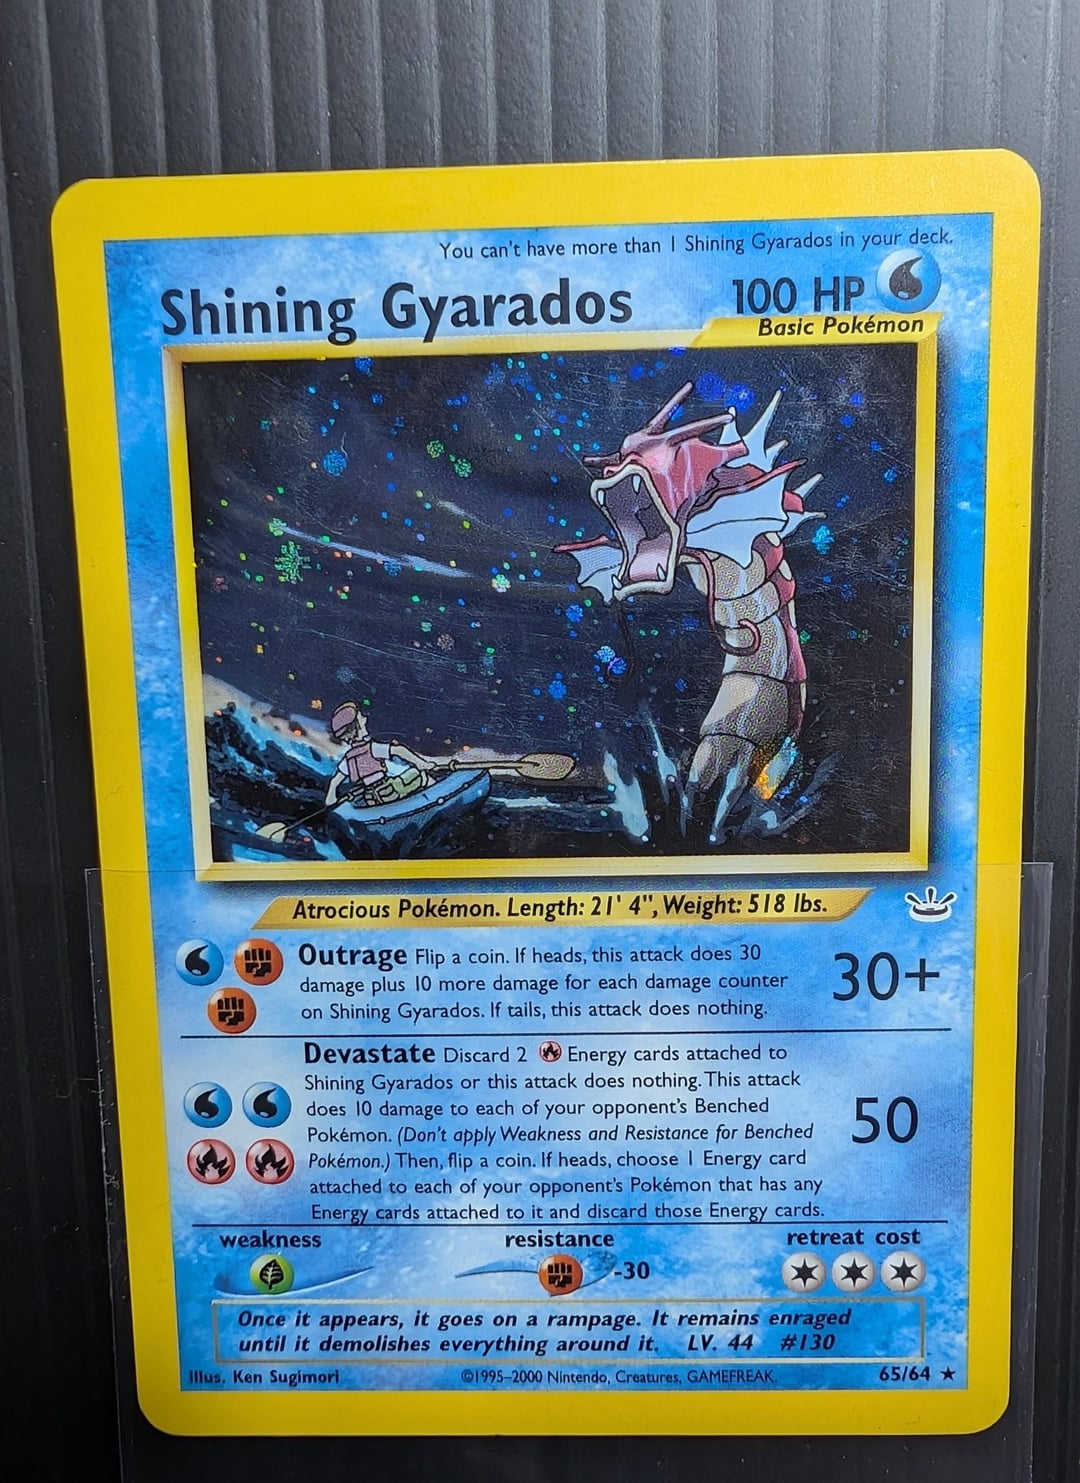 You can't have more than 1 Shining Gyarados in your deck.
Shining Gyarados 100 HP
Basic Pokémon
Atrocious Pokémon. Length: 21' 4", Weight: 518 lbs.
Outrage Flip a coin. If heads, this attack does 30
damage plus 10 more damage for each damage counter
on Shining Gyarados. If tails, this attack does nothing.
30+
Devastate Discard 2 Energy cards attached to
Shining Gyarados or this attack does nothing. This attack
does 10 damage to each of your opponent's Benched
Pokémon. (Don't apply Weakness and Resistance for Benched
Pokémon.) Then, flip a coin. If heads, choose 1 Energy card
attached to each of your opponent's Pokémon that has any
Energy cards attached to it and discard those Energy cards.
50
weakness resistance retreat cost
-30
Once it appears, it goes on a rampage. It remains enraged
until it demolishes everything around it. LV. 44 #130
Illus. Ken Sugimori ©1995-2000 Nintendo, Creatures, GAMEFREAK. 65/64 ★